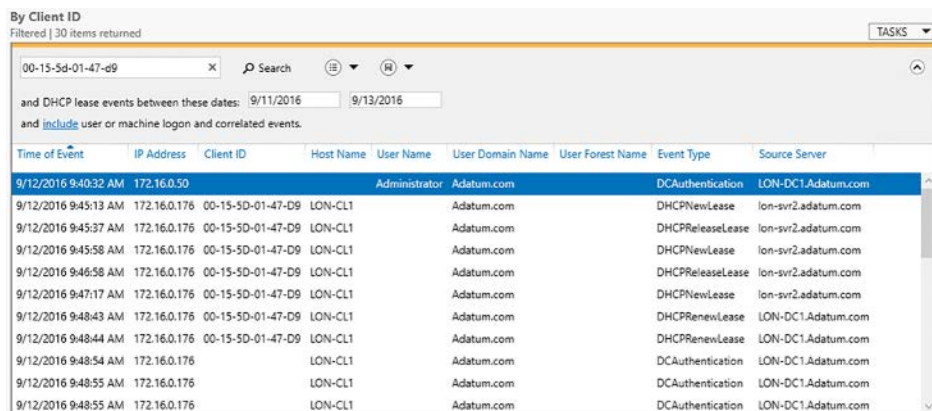 By Client ID
Filtered | 30 items returned
TASKS
00-15-5d-01-47-d9 × Search
and DHCP lease events between these dates: 9/11/2016 9/13/2016
and include user or machine logon and correlated events.
Time of Event IP Address Client ID Host Name User Name User Domain Name User Forest Name Event Type Source Server
9/12/2016 9:40:32 AM 172.16.0.50 Administrator Adatum.com DCAuthentication LON-DC1.Adatum.com
9/12/2016 9:45:13 AM 172.16.0.176 00-15-5D-01-47-D9 LON-CL1 Adatum.com DHCPNewLease lon-svr2.adatum.com
9/12/2016 9:45:37 AM 172.16.0.176 00-15-5D-01-47-D9 LON-CL1 Adatum.com DHCPReleaseLease lon-svr2.adatum.com
9/12/2016 9:45:58 AM 172.16.0.176 00-15-5D-01-47-D9 LON-CL1 Adatum.com DHCPNewLease lon-svr2.adatum.com
9/12/2016 9:46:58 AM 172.16.0.176 00-15-5D-01-47-D9 LON-CL1 Adatum.com DHCPReleaseLease lon-svr2.adatum.com
9/12/2016 9:47:17 AM 172.16.0.176 00-15-5D-01-47-D9 LON-CL1 Adatum.com DHCPNewLease lon-svr2.adatum.com
9/12/2016 9:48:43 AM 172.16.0.176 00-15-5D-01-47-D9 LON-CL1 Adatum.com DHCPRenewLease LON-DC1.Adatum.com
9/12/2016 9:48:44 AM 172.16.0.176 00-15-5D-01-47-D9 LON-CL1 Adatum.com DHCPRenewLease LON-DC1.Adatum.com
9/12/2016 9:48:54 AM 172.16.0.176 LON-CL1 Adatum.com DCAuthentication LON-DC1.Adatum.com
9/12/2016 9:48:55 AM 172.16.0.176 LON-CL1 Adatum.com DCAuthentication LON-DC1.Adatum.com
9/12/2016 9:48:55 AM 172.16.0.176 LON-CL1 Adatum.com DCAuthentication LON-DC1.Adatum.com